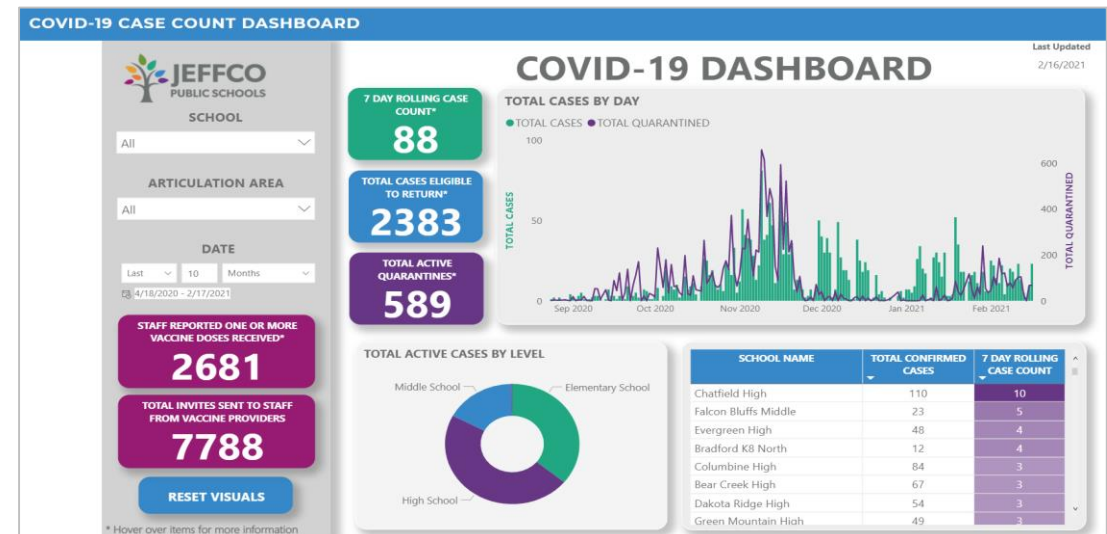 COVID-19 CASE COUNT DASHBOARD
JEFFCO
PUBLIC SCHOOLS
SCHOOL
All
ARTICULATION AREA
All
DATE
Last 10 Months
4/18/2020 - 2/17/2021
STAFF REPORTED ONE OR MORE
VACCINE DOSES RECEIVED*
2681
TOTAL INVITES SENT TO STAFF
FROM VACCINE PROVIDERS
7788
RESET VISUALS
* Hover over items for more information
COVID-19 DASHBOARD
Last Updated
2/16/2021
7 DAY ROLLING CASE
COUNT*
88
TOTAL CASES ELIGIBLE
TO RETURN*
2383
TOTAL ACTIVE
QUARANTINES*
589
TOTAL CASES BY DAY
TOTAL CASES TOTAL QUARANTINED
100
50
0
TOTAL CASES
600
400
200
0
TOTAL QUARANTINED
Sep 2020 Oct 2020 Nov 2020 Dec 2020 Jan 2021 Feb 2021
TOTAL ACTIVE CASES BY LEVEL
Middle School
Elementary School
High School
SCHOOL NAME TOTAL CONFIRMED CASES 7 DAY ROLLING CASE COUNT
Chatfield High 110 10
Falcon Bluffs Middle 23 5
Evergreen High 48 4
Bradford K8 North 12 4
Columbine High 84 3
Bear Creek High 67 3
Dakota Ridge High 54 3
Green Mountain High 49 3